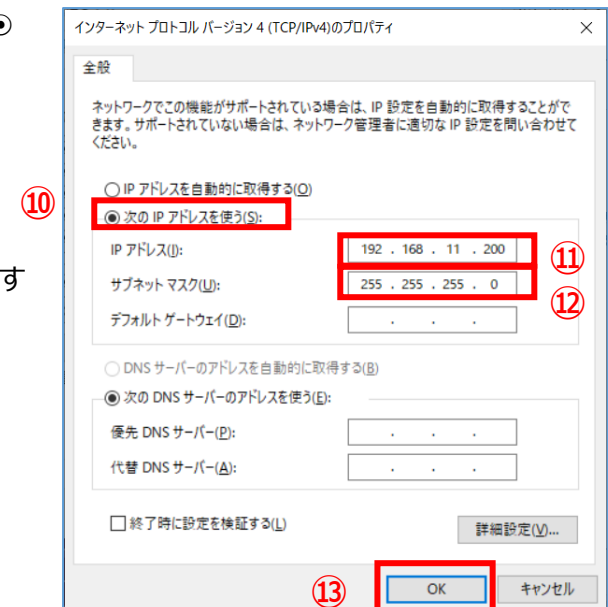 ◉
インターネット プロトコル バージョン 4 (TCP/IPv4)のプロパティ
×
全般
ネットワークでこの機能がサポートされている場合は、IP 設定を自動的に取得することがで
きます。サポートされていない場合は、ネットワーク管理者に適切な IP 設定を問い合わせて
ください。
IP アドレスを自動的に取得する(O)
⑩
次の IP アドレスを使う(S):
IP アドレス(I): 192 . 168 . 11 . 200
⑪
す
サブネット マスク(U): 255 . 255 . 255 . 0
⑫
デフォルト ゲートウェイ(D): . . .
DNS サーバーのアドレスを自動的に取得する(B)
次の DNS サーバーのアドレスを使う(E):
優先 DNS サーバー(P): . . .
代替 DNS サーバー(A): . . .
終了時に設定を検証する(L)
詳細設定(V)...
⑬
OK キャンセル